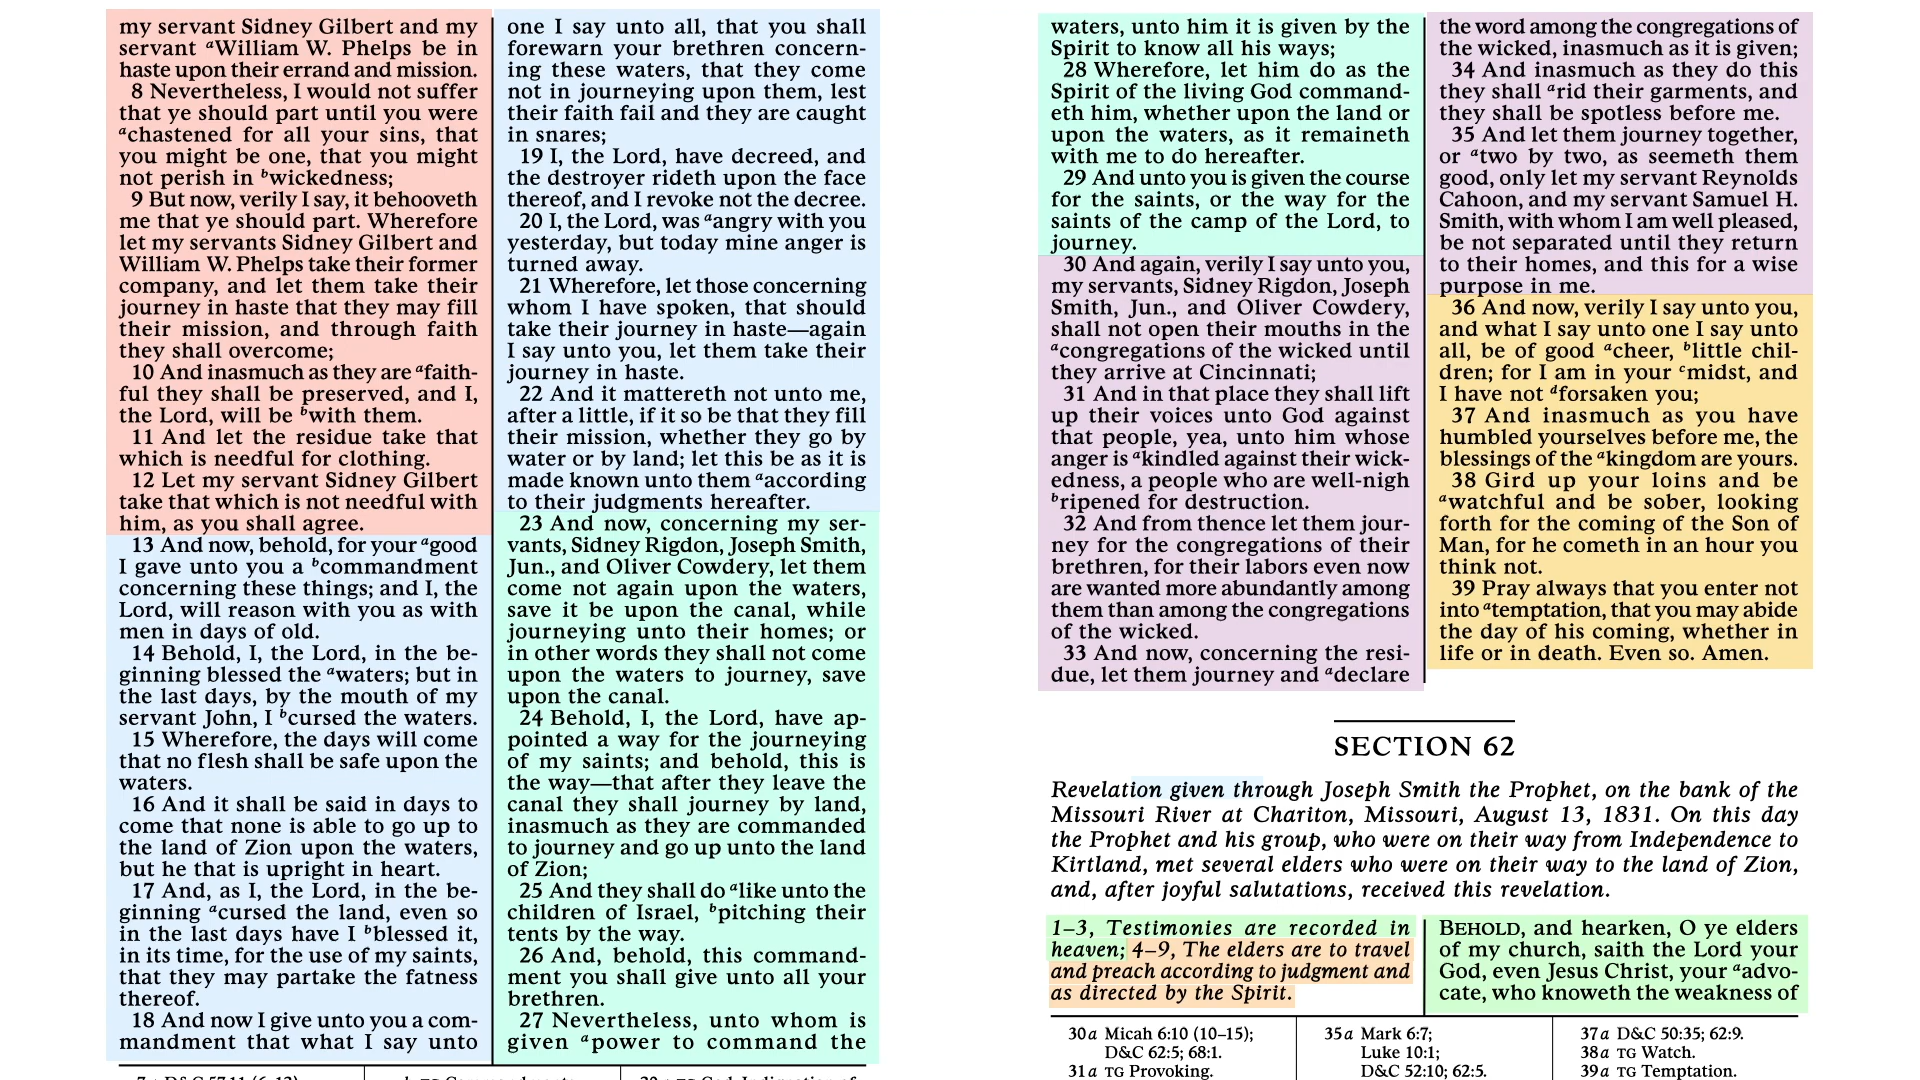 my servant Sidney Gilbert and my
servant ᵃWilliam W. Phelps be in
haste upon their errand and mission.
8 Nevertheless, I would not suffer
that ye should part until you were
ᵃchastened for all your sins, that
you might be one, that you might
not perish in ᵇwickedness;
9 But now, verily I say, it behooveth
me that ye should part. Wherefore
let my servants Sidney Gilbert and
William W. Phelps take their former
company, and let them take their
journey in haste that they may fill
their mission, and through faith
they shall overcome;
10 And inasmuch as they are ᵃfaith-
ful they shall be preserved, and I,
the Lord, will be ᵇwith them.
11 And let the residue take that
which is needful for clothing.
12 Let my servant Sidney Gilbert
take that which is not needful with
him, as you shall agree.
13 And now, behold, for your ᵃgood
I gave unto you a ᵇcommandment
concerning these things; and I, the
Lord, will reason with you as with
men in days of old.
14 Behold, I, the Lord, in the be-
ginning blessed the ᵃwaters; but in
the last days, by the mouth of my
servant John, I ᵇcursed the waters.
15 Wherefore, the days will come
that no flesh shall be safe upon the
waters.
16 And it shall be said in days to
come that none is able to go up to
the land of Zion upon the waters,
but he that is upright in heart.
17 And, as I, the Lord, in the be-
ginning ᵃcursed the land, even so
in the last days have I ᵇblessed it,
in its time, for the use of my saints,
that they may partake the fatness
thereof.
18 And now I give unto you a com-
mandment that what I say unto
one I say unto all, that you shall
forewarn your brethren concern-
ing these waters, that they come
not in journeying upon them, lest
their faith fail and they are caught
in snares;
19 I, the Lord, have decreed, and
the destroyer rideth upon the face
thereof, and I revoke not the decree.
20 I, the Lord, was ᵃangry with you
yesterday, but today mine anger is
turned away.
21 Wherefore, let those concerning
whom I have spoken, that should
take their journey in haste—again
I say unto you, let them take their
journey in haste.
22 And it mattereth not unto me,
after a little, if it so be that they fill
their mission, whether they go by
water or by land; let this be as it is
made known unto them ᵃaccording
to their judgments hereafter.
23 And now, concerning my ser-
vants, Sidney Rigdon, Joseph Smith,
Jun., and Oliver Cowdery, let them
come not again upon the waters,
save it be upon the canal, while
journeying unto their homes; or
in other words they shall not come
upon the waters to journey, save
upon the canal.
24 Behold, I, the Lord, have ap-
pointed a way for the journeying
of my saints; and behold, this is
the way—that after they leave the
canal they shall journey by land,
inasmuch as they are commanded
to journey and go up unto the land
of Zion;
25 And they shall do ᵃlike unto the
children of Israel, ᵇpitching their
tents by the way.
26 And, behold, this command-
ment you shall give unto all your
brethren.
27 Nevertheless, unto whom is
given ᵃpower to command the
waters, unto him it is given by the
Spirit to know all his ways;
28 Wherefore, let him do as the
Spirit of the living God command-
eth him, whether upon the land or
upon the waters, as it remaineth
with me to do hereafter.
29 And unto you is given the course
for the saints, or the way for the
saints of the camp of the Lord, to
journey.
30 And again, verily I say unto you,
my servants, Sidney Rigdon, Joseph
Smith, Jun., and Oliver Cowdery,
shall not open their mouths in the
ᵃcongregations of the wicked until
they arrive at Cincinnati;
31 And in that place they shall lift
up their voices unto God against
that people, yea, unto him whose
anger is ᵃkindled against their wick-
edness, a people who are well-nigh
ᵇripened for destruction.
32 And from thence let them jour-
ney for the congregations of their
brethren, for their labors even now
are wanted more abundantly among
them than among the congregations
of the wicked.
33 And now, concerning the resi-
due, let them journey and ᵃdeclare
the word among the congregations of
the wicked, inasmuch as it is given;
34 And inasmuch as they do this
they shall ᵃrid their garments, and
they shall be spotless before me.
35 And let them journey together,
or ᵃtwo by two, as seemeth them
good, only let my servant Reynolds
Cahoon, and my servant Samuel H.
Smith, with whom I am well pleased,
be not separated until they return
to their homes, and this for a wise
purpose in me.
36 And now, verily I say unto you,
and what I say unto one I say unto
all, be of good ᵃcheer, ᵇlittle chil-
dren; for I am in your ᶜmidst, and
I have not ᵈforsaken you;
37 And inasmuch as you have
humbled yourselves before me, the
blessings of the ᵃkingdom are yours.
38 Gird up your loins and be
ᵃwatchful and be sober, looking
forth for the coming of the Son of
Man, for he cometh in an hour you
think not.
39 Pray always that you enter not
into ᵃtemptation, that you may abide
the day of his coming, whether in
life or in death. Even so. Amen.
SECTION 62
Revelation given through Joseph Smith the Prophet, on the bank of the
Missouri River at Chariton, Missouri, August 13, 1831. On this day
the Prophet and his group, who were on their way from Independence to
Kirtland, met several elders who were on their way to the land of Zion,
and, after joyful salutations, received this revelation.
1–3, Testimonies are recorded in
heaven; 4–9, The elders are to travel
and preach according to judgment and
as directed by the Spirit.
BEHOLD, and hearken, O ye elders
of my church, saith the Lord your
God, even Jesus Christ, your ᵃadvo-
cate, who knoweth the weakness of
30a Micah 6:10 (10–15);
D&C 62:5; 68:1.
31a TG Provoking.
35a Mark 6:7;
Luke 10:1;
D&C 52:10; 62:5.
37a D&C 50:35; 62:9.
38a TG Watch.
39a TG Temptation.